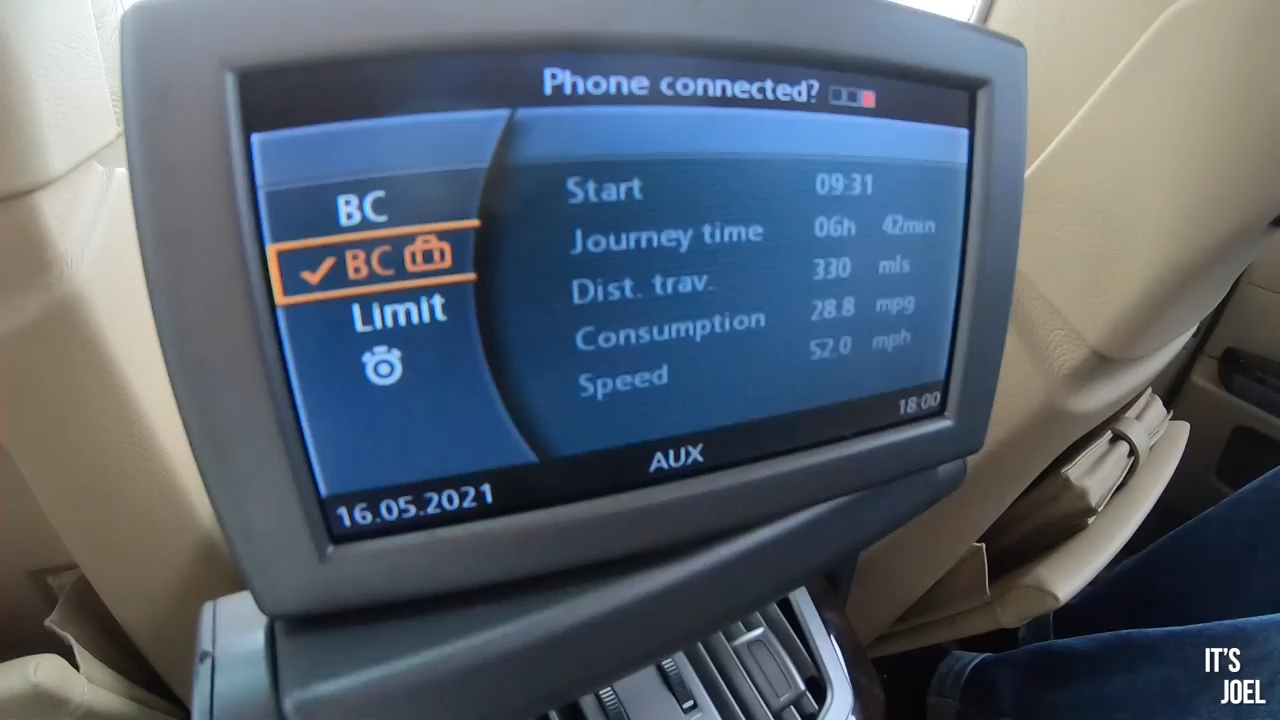 Phone connected?
BC
BC
Limit
Start 09:31
Journey time 06h 42min
Dist. trav. 330 mls
Consumption 28.8 mpg
Speed 52.0 mph
18:00
AUX
16.05.2021
IT'S
JOEL